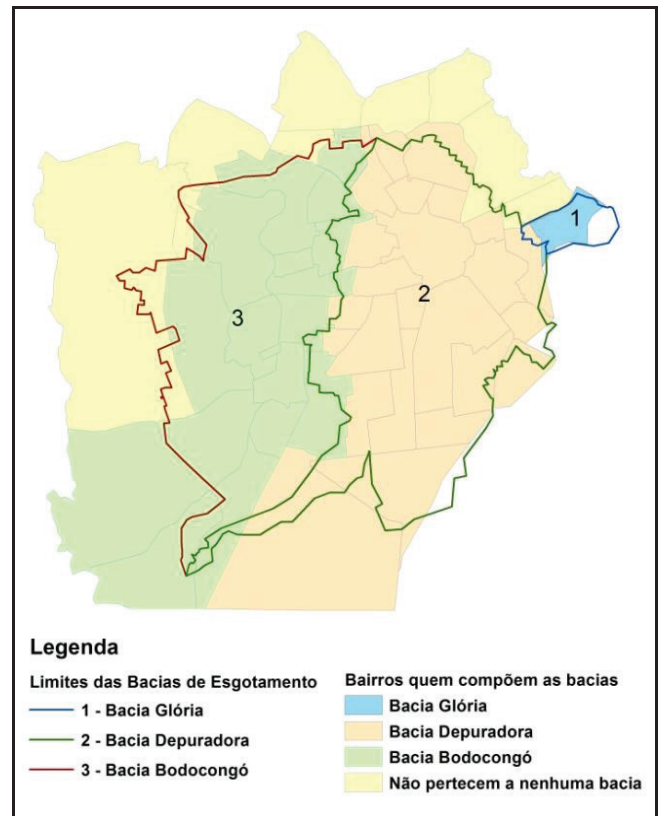 1
2
3
Legenda
Limites das Bacias de Esgotamento
1 - Bacia Glória
2 - Bacia Depuradora
3 - Bacia Bodocongó
Bairros quem compõem as bacias
Bacia Glória
Bacia Depuradora
Bacia Bodocongó
Não pertecem a nenhuma bacia